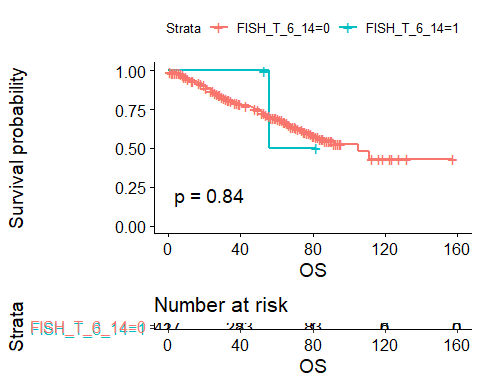 Strata FISH_T_6_14=0 FISH_T_6_14=1
Survival probability
1.00
0.75
0.50
0.25
0.00
p = 0.84
0 40 80 120 160
OS
Number at risk
Strata
0 40 80 120 160
OS